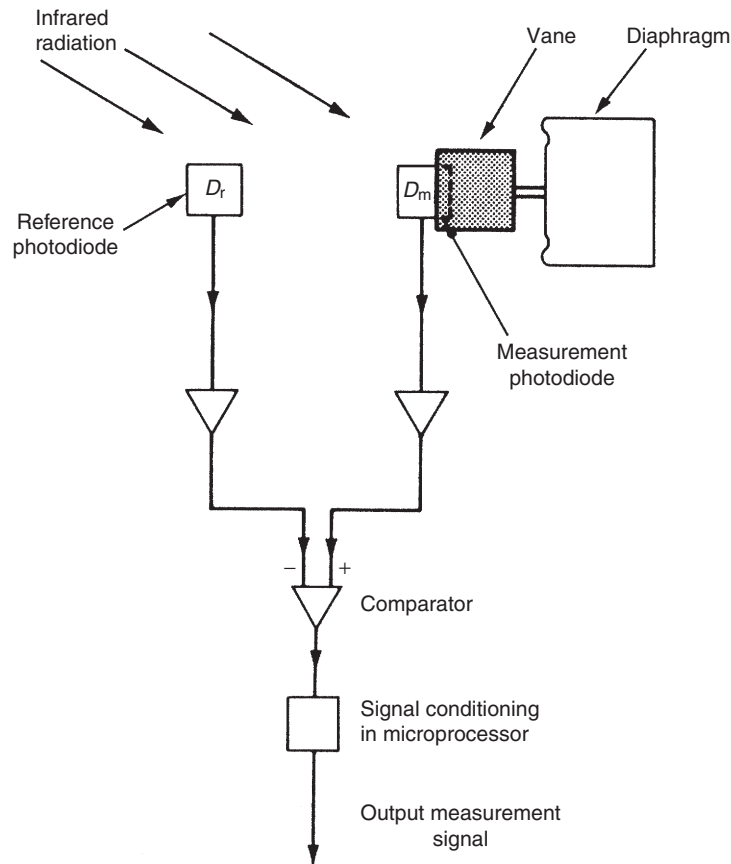 Infrared
radiation
Vane
Diaphragm
Dr
Dm
Reference
photodiode
Measurement
photodiode
− +
Comparator
Signal conditioning
in microprocessor
Output measurement
signal